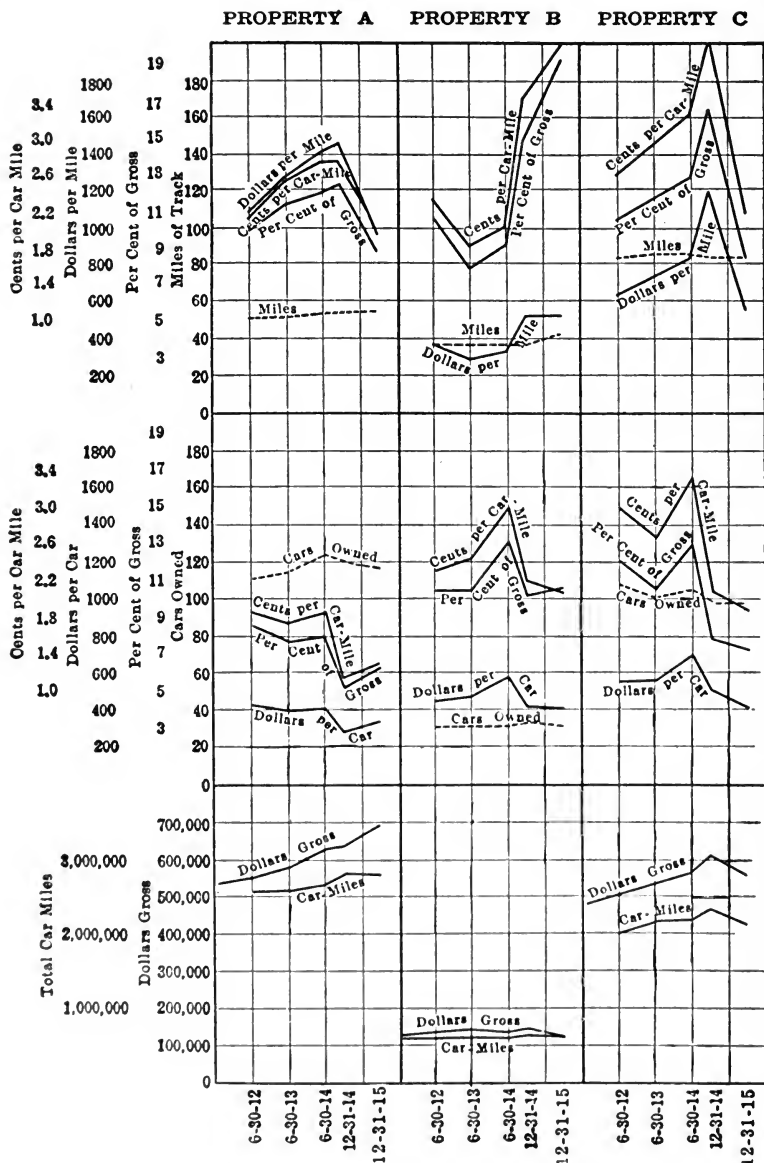 PROPERTY A
PROPERTY B
PROPERTY C
Cents per Car Mile
3.4
3.0
2.6
2.2
1.8
1.4
1.0
Dollars per Mile
1800
1600
1400
1200
1000
800
600
400
200
Per Cent of Gross
19
17
15
13
11
9
7
5
3
Miles of Track
180
160
140
120
100
80
60
40
20
0
Dollars per Mile
Cents per Car-Mile
Per Cent of Gross
Miles
Cents per Car-Mile
Per Cent of Gross
Miles
Dollars per Mile
Cents per Car-Mile
Per Cent of Gross
Miles
Dollars per Mile
Cents per Car Mile
3.4
3.0
2.6
2.2
1.8
1.4
1.0
Dollars per Car
1800
1600
1400
1200
1000
800
600
400
200
Per Cent of Gross
19
17
15
13
11
9
7
5
3
Cars Owned
180
160
140
120
100
80
60
40
20
0
Cars Owned
Cents per Car-Mile
Per Cent of Gross
Dollars per Car
Cents per Car-Mile
Per Cent of Gross
Dollars per Car
Cars Owned
Cents per Car-Mile
Per Cent of Gross
Cars Owned
Dollars per Car
Total Car Miles
3,000,000
2,000,000
1,000,000
Dollars Gross
700,000
600,000
500,000
400,000
300,000
200,000
100,000
0
Dollars Gross
Car-Miles
Dollars Gross
Car-Miles
Dollars Gross
Car-Miles
6-30-12
6-30-13
6-30-14
12-31-14
12-31-15
6-30-12
6-30-13
6-30-14
12-31-14
12-31-15
6-30-12
6-30-13
6-30-14
12-31-14
12-31-15